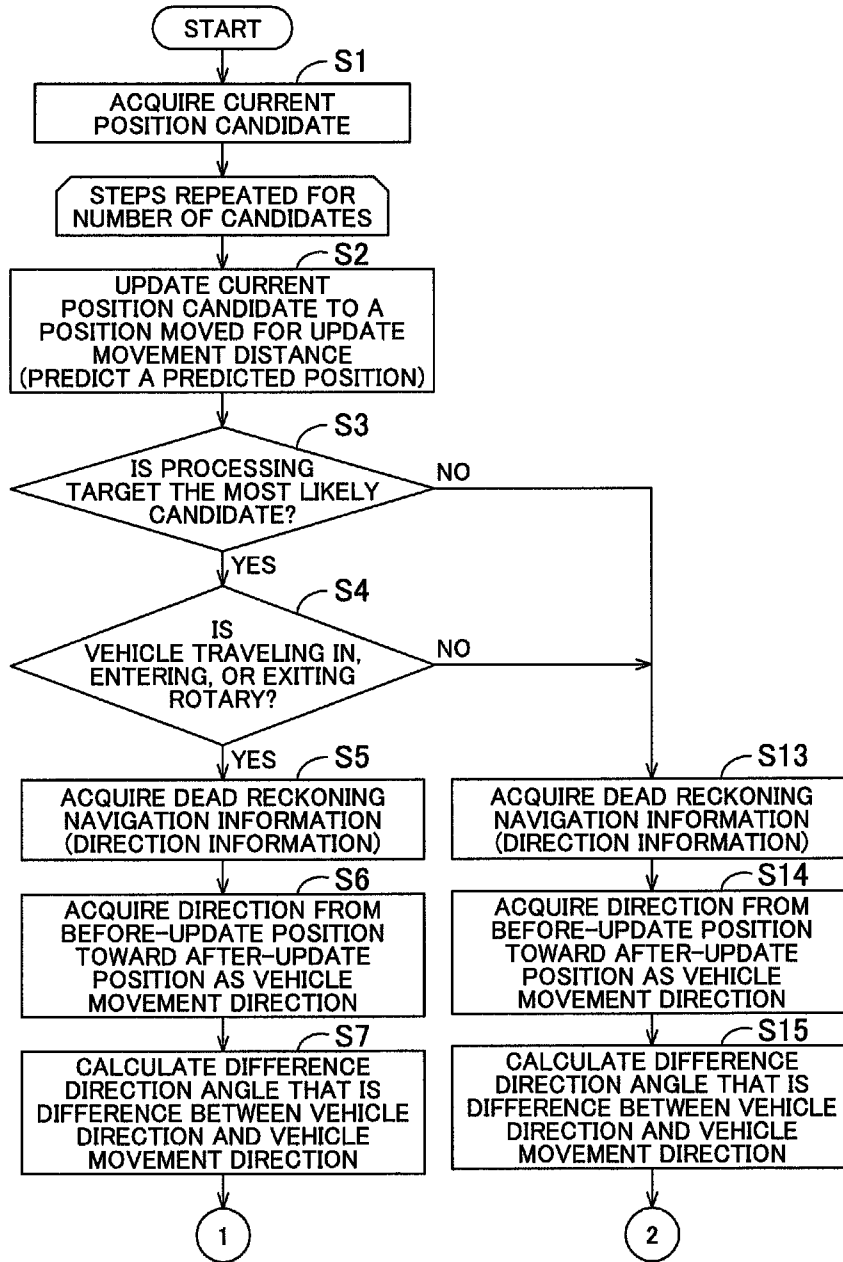 START
S1
ACQUIRE CURRENT
POSITION CANDIDATE
STEPS REPEATED FOR
NUMBER OF CANDIDATES
S2
UPDATE CURRENT
POSITION CANDIDATE TO A
POSITION MOVED FOR UPDATE
MOVEMENT DISTANCE
(PREDICT A PREDICTED POSITION)
S3
IS PROCESSING
TARGET THE MOST LIKELY
CANDIDATE?
NO
YES
S4
IS
VEHICLE TRAVELING IN,
ENTERING, OR EXITING
ROTARY?
NO
YES
S5
ACQUIRE DEAD RECKONING
NAVIGATION INFORMATION
(DIRECTION INFORMATION)
S6
ACQUIRE DIRECTION FROM
BEFORE-UPDATE POSITION
TOWARD AFTER-UPDATE
POSITION AS VEHICLE
MOVEMENT DIRECTION
S7
CALCULATE DIFFERENCE
DIRECTION ANGLE THAT IS
DIFFERENCE BETWEEN VEHICLE
DIRECTION AND VEHICLE
MOVEMENT DIRECTION
1
S13
ACQUIRE DEAD RECKONING
NAVIGATION INFORMATION
(DIRECTION INFORMATION)
S14
ACQUIRE DIRECTION FROM
BEFORE-UPDATE POSITION
TOWARD AFTER-UPDATE
POSITION AS VEHICLE
MOVEMENT DIRECTION
S15
CALCULATE DIFFERENCE
DIRECTION ANGLE THAT IS
DIFFERENCE BETWEEN VEHICLE
DIRECTION AND VEHICLE
MOVEMENT DIRECTION
2